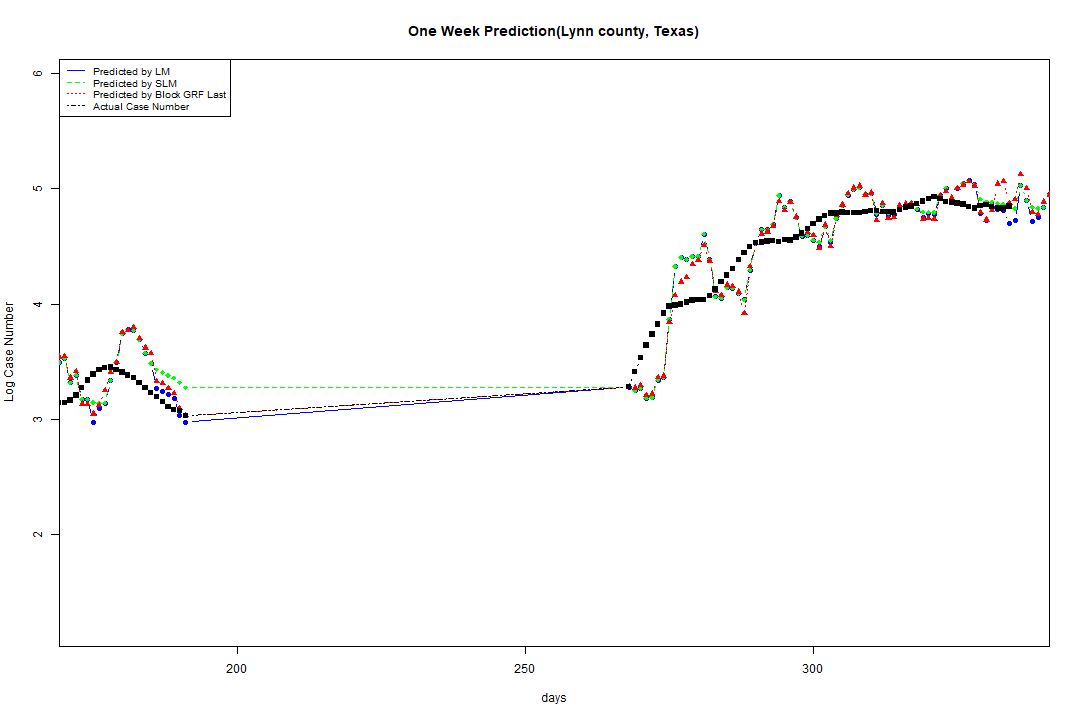 One Week Prediction(Lynn county, Texas)
Predicted by LM
Predicted by SLM
Predicted by Block GRF Last
Actual Case Number
6
5
4
3
2
Log Case Number
200 250 300
days